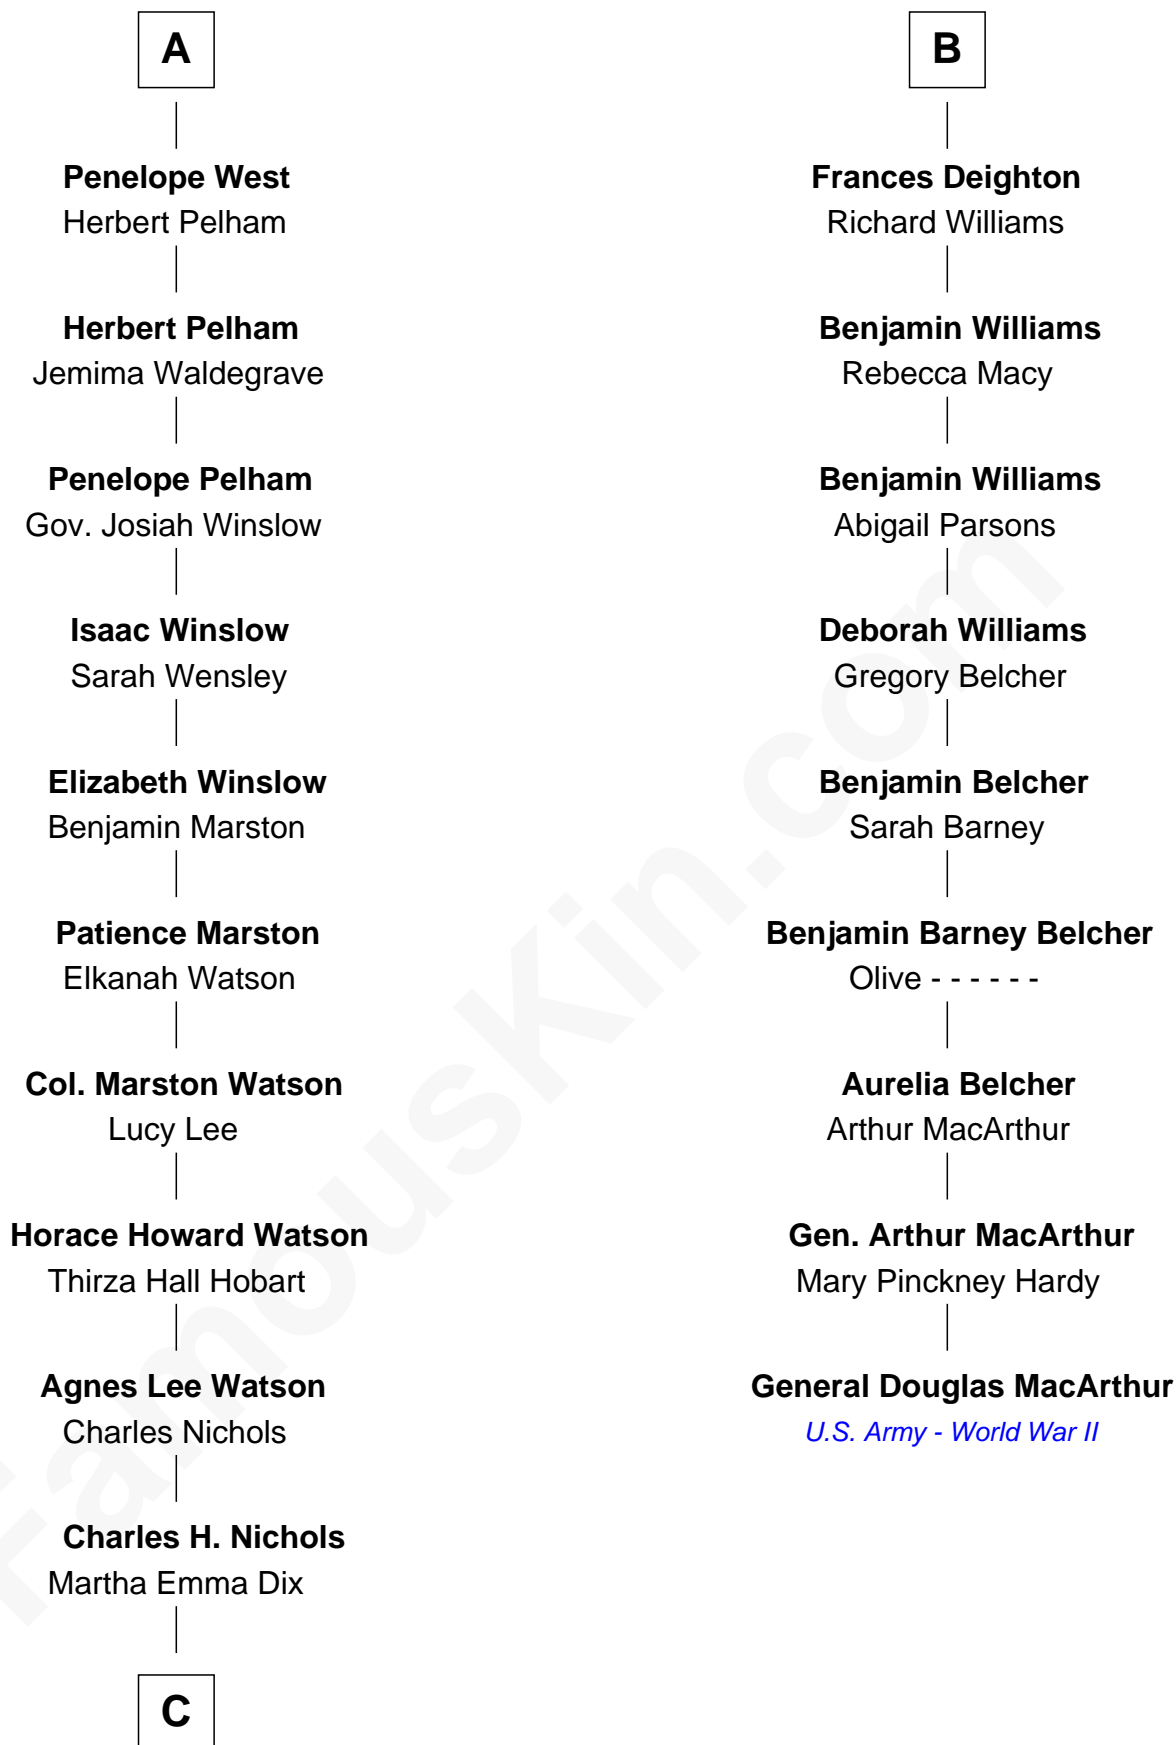 A
Penelope West
Herbert Pelham
Herbert Pelham
Jemima Waldegrave
Penelope Pelham
Gov. Josiah Winslow
Isaac Winslow
Sarah Wensley
Elizabeth Winslow
Benjamin Marston
Patience Marston
Elkanah Watson
Col. Marston Watson
Lucy Lee
Horace Howard Watson
Thirza Hall Hobart
Agnes Lee Watson
Charles Nichols
Charles H. Nichols
Martha Emma Dix
C
B
Frances Deighton
Richard Williams
Benjamin Williams
Rebecca Macy
Benjamin Williams
Abigail Parsons
Deborah Williams
Gregory Belcher
Benjamin Belcher
Sarah Barney
Benjamin Barney Belcher
Olive - - - - - -
Aurelia Belcher
Arthur MacArthur
Gen. Arthur MacArthur
Mary Pinckney Hardy
General Douglas MacArthur
U.S. Army - World War II
FamousKin.com